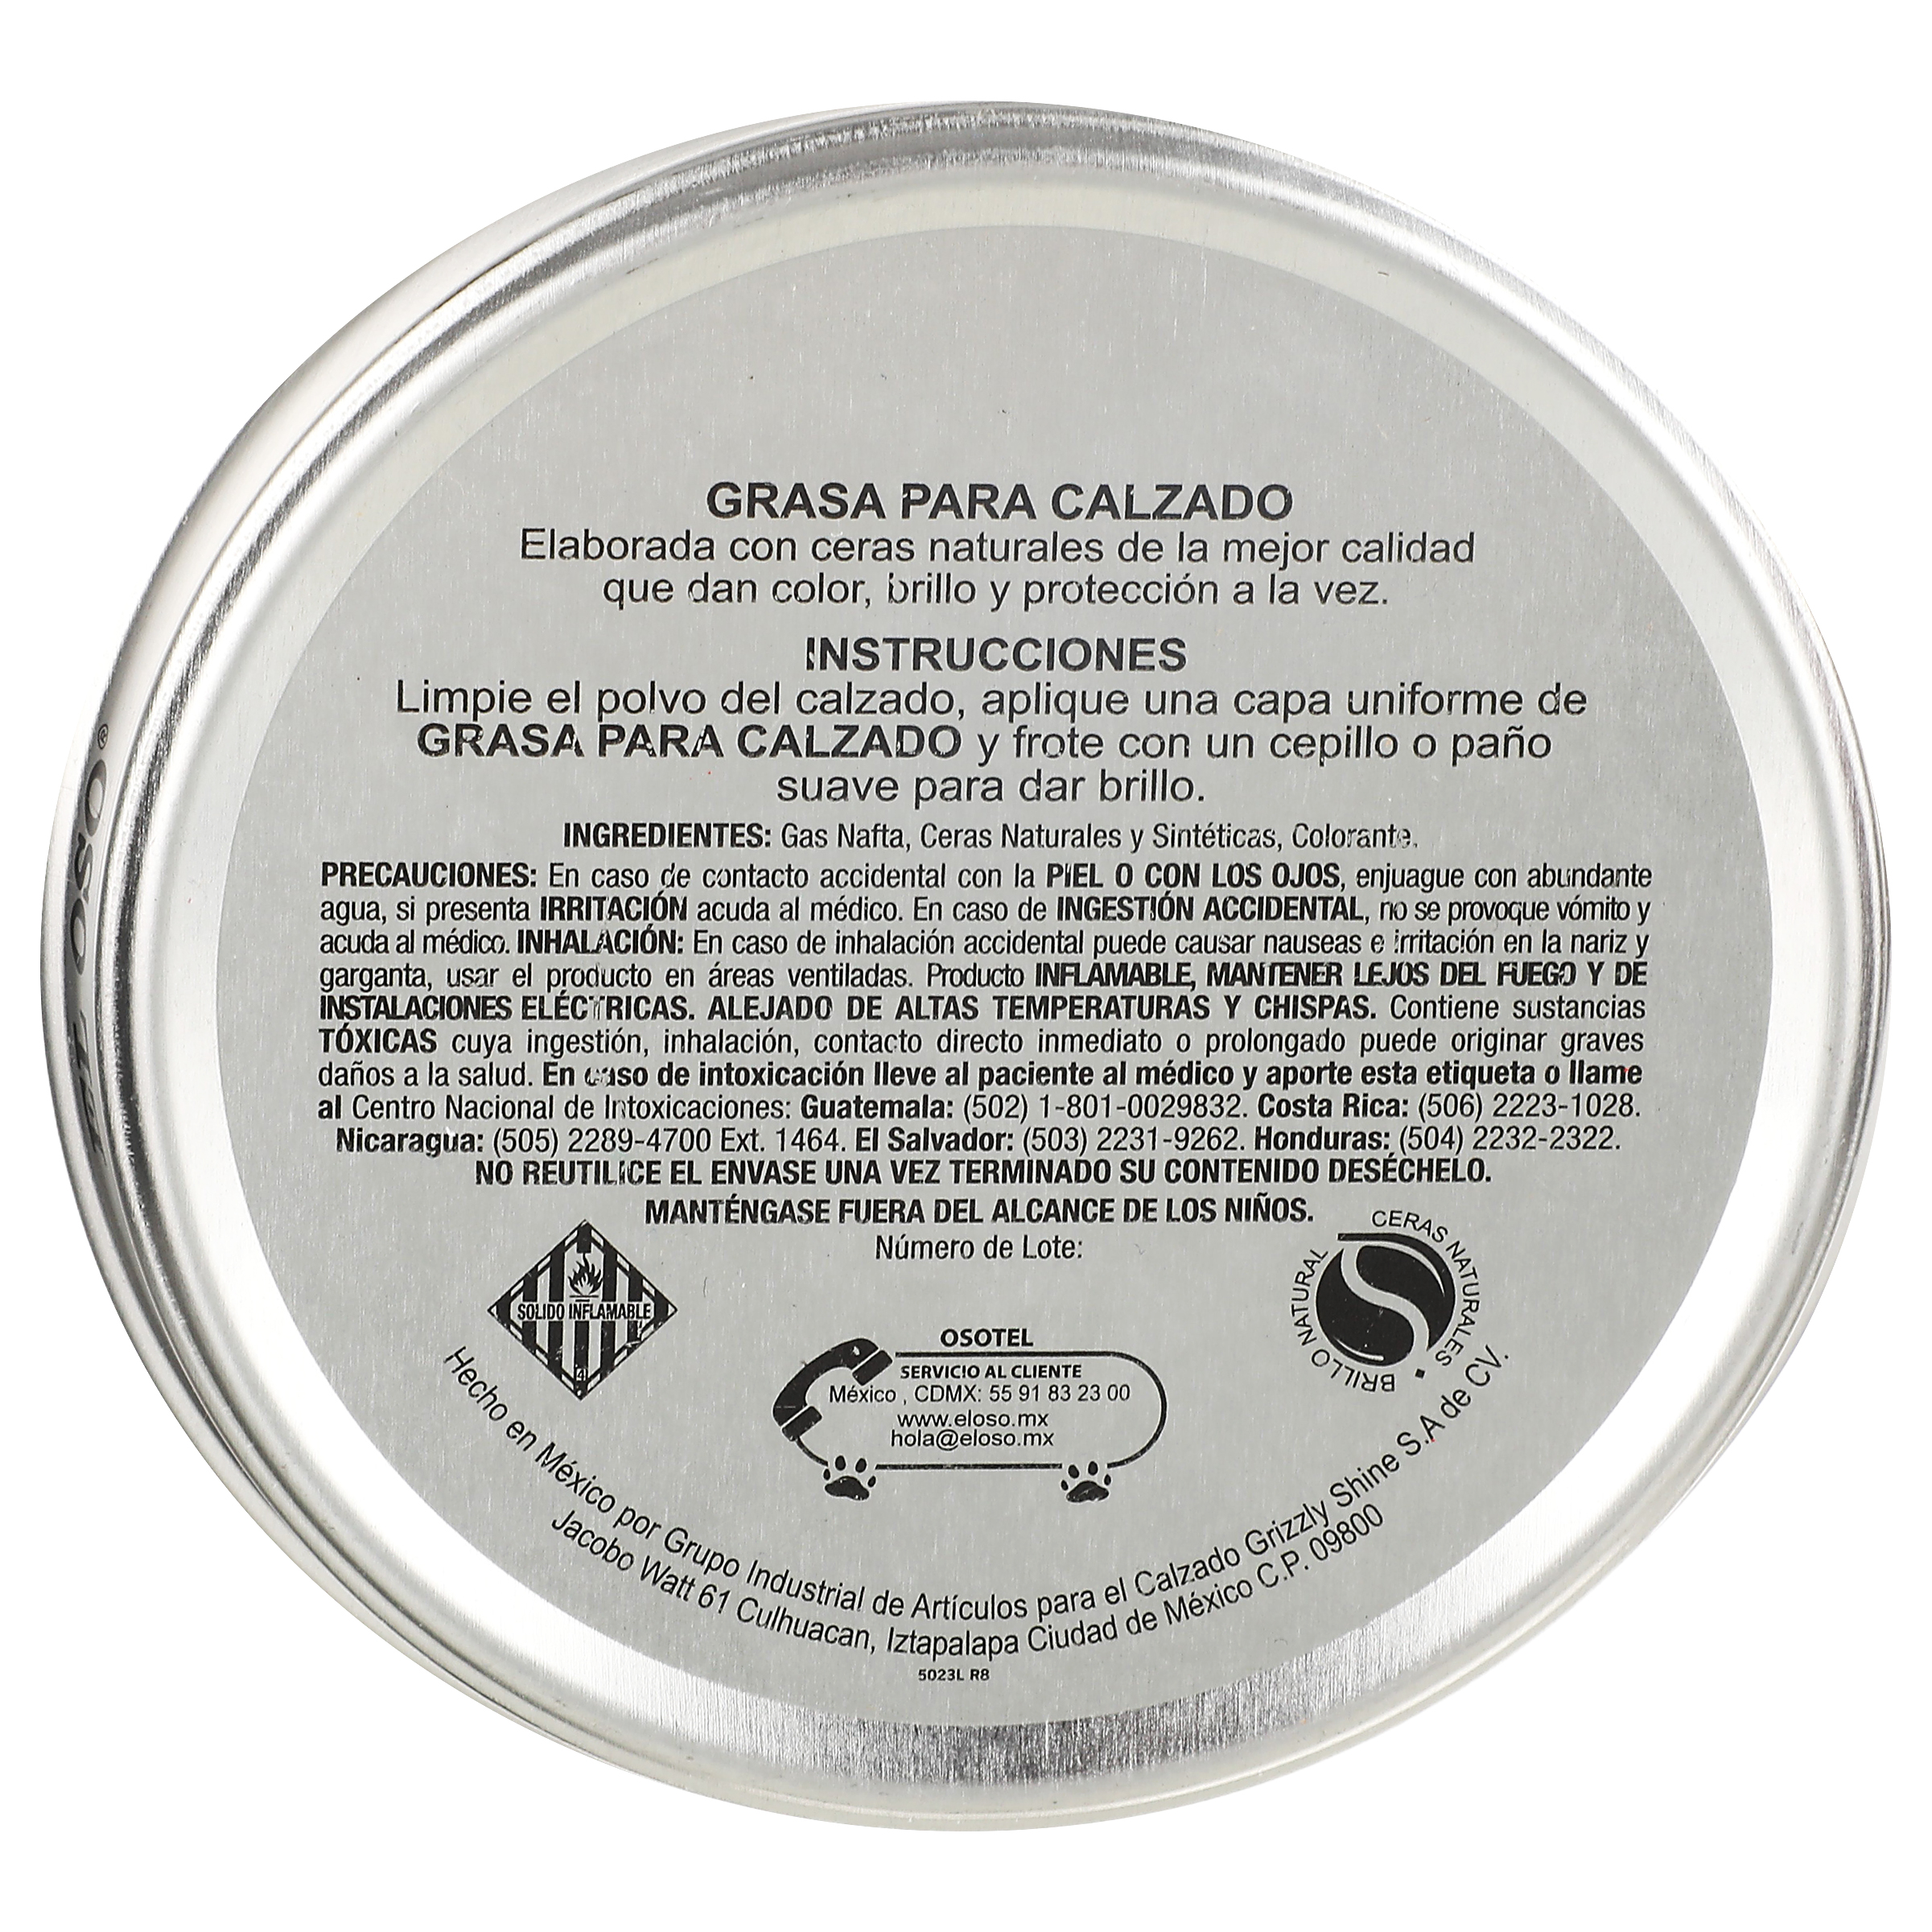 GRASA PARA CALZADO
Elaborada con ceras naturales de la mejor calidad
que dan color, brillo y protección a la vez.
INSTRUCCIONES
Limpie el polvo del calzado, aplique una capa uniforme de
GRASA PARA CALZADO y frote con un cepillo o paño
suave para dar brillo.
INGREDIENTES: Gas Nafta, Ceras Naturales y Sintéticas, Colorante.
PRECAUCIONES: En caso de contacto accidental con la PIEL O CON LOS OJOS, enjuague con abundante
agua, si presenta IRRITACIÓN acuda al médico. En caso de INGESTIÓN ACCIDENTAL, no se provoque vómito y
acuda al médico. INHALACIÓN: En caso de inhalación accidental puede causar nauseas e irritación en la nariz y
garganta, usar el producto en áreas ventiladas. Producto INFLAMABLE, MANTENER LEJOS DEL FUEGO Y DE
INSTALACIONES ELÉCTRICAS. ALEJADO DE ALTAS TEMPERATURAS Y CHISPAS. Contiene sustancias
TÓXICAS cuya ingestión, inhalación, contacto directo inmediato o prolongado puede originar graves
daños a la salud. En caso de intoxicación lleve al paciente al médico y aporte esta etiqueta o llame
al Centro Nacional de Intoxicaciones: Guatemala: (502) 1-801-0029832. Costa Rica: (506) 2223-1028.
Nicaragua: (505) 2289-4700 Ext. 1464. El Salvador: (503) 2231-9262. Honduras: (504) 2232-2322.
NO REUTILICE EL ENVASE UNA VEZ TERMINADO SU CONTENIDO DESÉCHELO.
MANTÉNGASE FUERA DEL ALCANCE DE LOS NIÑOS.
Número de Lote:
SOLIDO INFLAMABLE
4
BRILLO NATURAL • CERAS NATURALES
OSOTEL
SERVICIO AL CLIENTE
México , CDMX: 55 91 83 23 00
www.eloso.mx
hola@eloso.mx
Hecho en México por Grupo Industrial de Artículos para el Calzado Grizzly Shine S.A de CV.
Jacobo Watt 61 Culhuacan, Iztapalapa Ciudad de México C.P. 09800
5023L R8
Oso ®